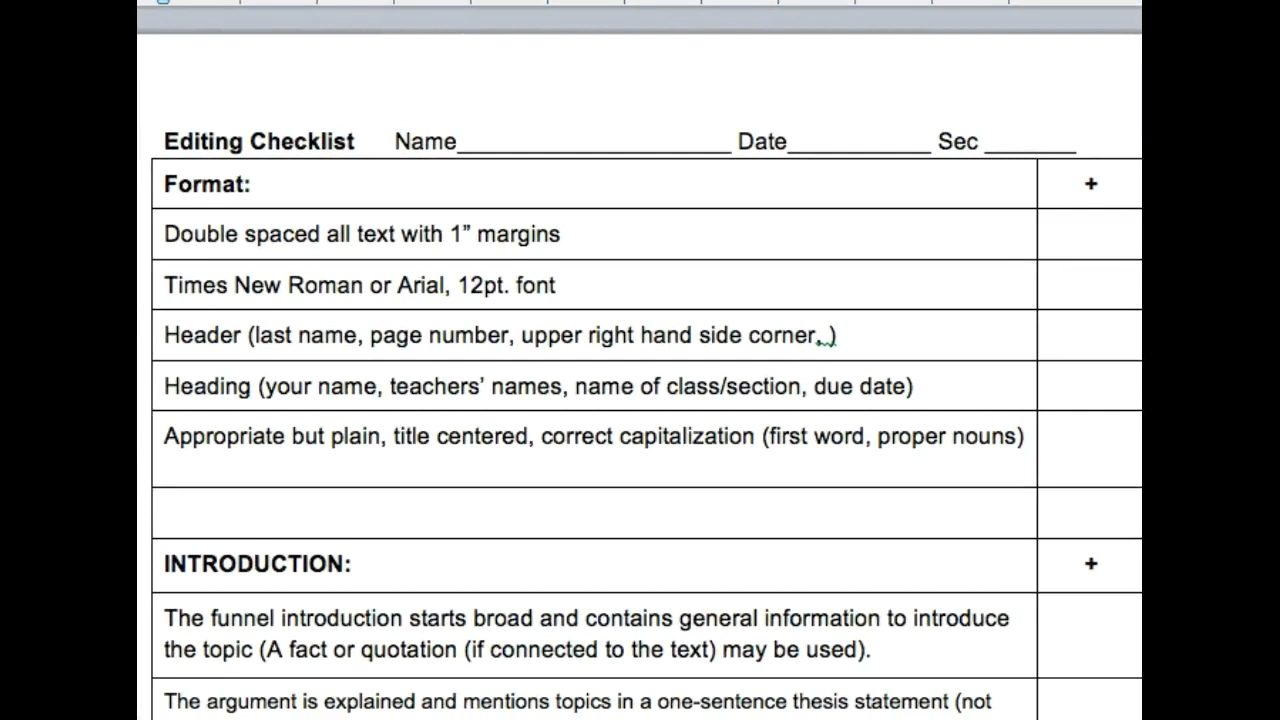 Editing Checklist Name_____________________ Date___________ Sec _______
Format: +
Double spaced all text with 1” margins
Times New Roman or Arial, 12pt. font
Header (last name, page number, upper right hand side corner, )
Heading (your name, teachers’ names, name of class/section, due date)
Appropriate but plain, title centered, correct capitalization (first word, proper nouns)
INTRODUCTION: +
The funnel introduction starts broad and contains general information to introduce
the topic (A fact or quotation (if connected to the text) may be used).
The argument is explained and mentions topics in a one-sentence thesis statement (not